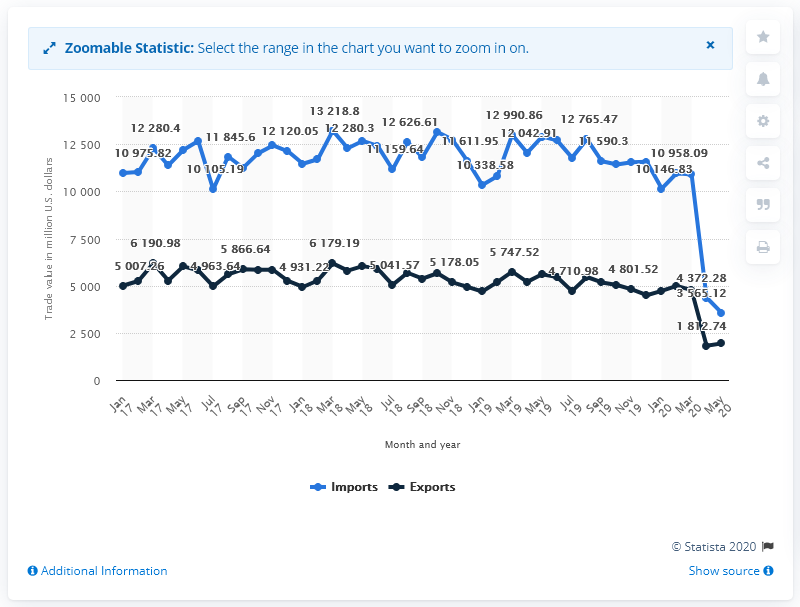 Zoomable Statistic: Select the range in the chart you want to zoom in on.
×
15 000
12 500
10 000
7 500
5 000
2 500
0
Trade value in million U.S. dollars
13 218.8
12 280.4
11 845.6
12 120.05
12 280.3
12 626.61
12 990.86
12 765.47
10 975.82
10 105.19
11 159.64
11 611.95
12 042.91
11 590.3
10 338.58
10 146.83
10 958.09
4 372.28
3 565.12
6 190.98
5 866.64
6 179.19
5 747.52
4 963.64
4 931.22
5 041.57
5 178.05
4 710.98
4 801.52
1 812.74
Jan 17
Mar 17
May 17
Jul 17
Sep 17
Nov 17
Jan 18
Mar 18
May 18
Jul 18
Sep 18
Nov 18
Jan 19
Mar 19
May 19
Jul 19
Sep 19
Nov 19
Jan 20
Mar 20
May 20
Month and year
Imports Exports
© Statista 2020
Additional Information
Show source